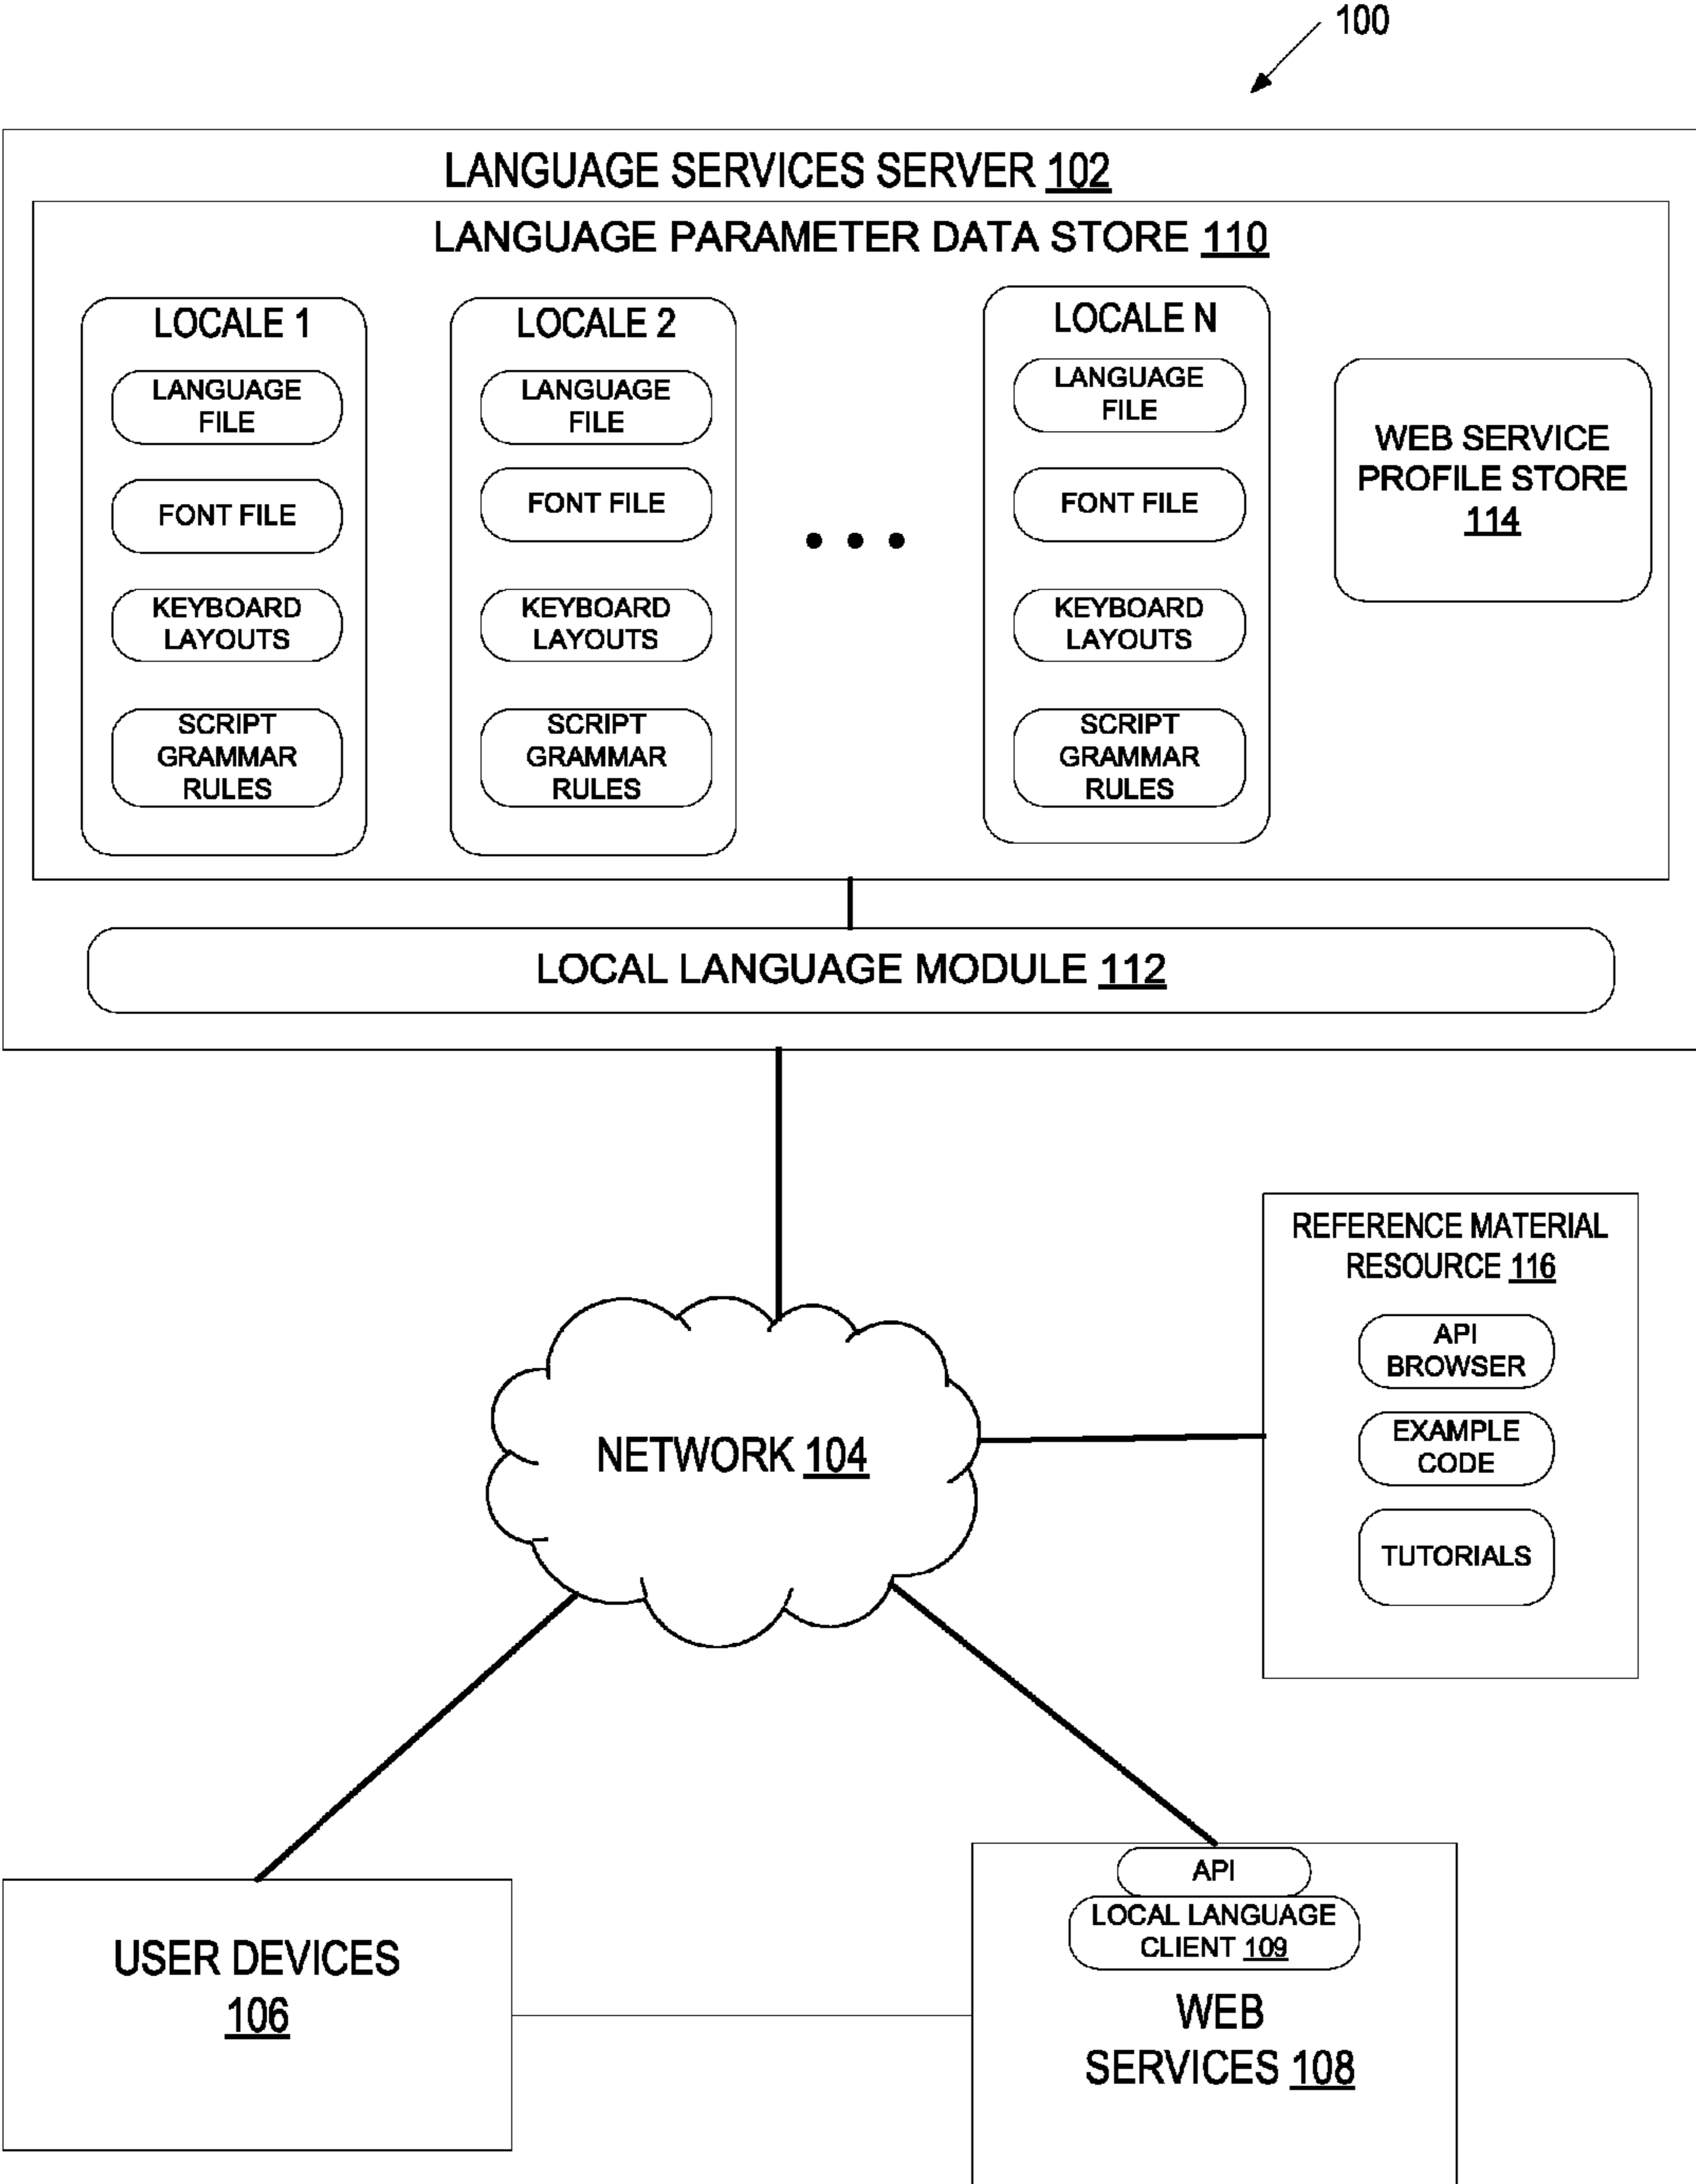 100
LANGUAGE SERVICES SERVER 102
LANGUAGE PARAMETER DATA STORE 110
LOCALE 1
LANGUAGE
FILE
FONT FILE
KEYBOARD
LAYOUTS
SCRIPT
GRAMMAR
RULES
LOCALE 2
LANGUAGE
FILE
FONT FILE
KEYBOARD
LAYOUTS
SCRIPT
GRAMMAR
RULES
• • •
LOCALE N
LANGUAGE
FILE
FONT FILE
KEYBOARD
LAYOUTS
SCRIPT
GRAMMAR
RULES
WEB SERVICE
PROFILE STORE
114
LOCAL LANGUAGE MODULE 112
REFERENCE MATERIAL
RESOURCE 116
API
BROWSER
EXAMPLE
CODE
TUTORIALS
NETWORK 104
USER DEVICES
106
API
LOCAL LANGUAGE
CLIENT 109
WEB
SERVICES 108